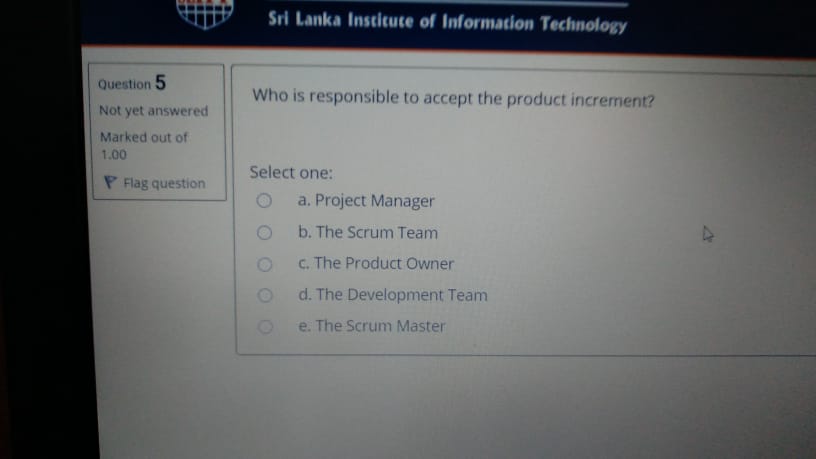 Sri Lanka Institute of Information Technology
Question 5
Not yet answered
Marked out of
1.00
Flag question
Who is responsible to accept the product increment?
Select one:
a. Project Manager
b. The Scrum Team
c. The Product Owner
d. The Development Team
e. The Scrum Master